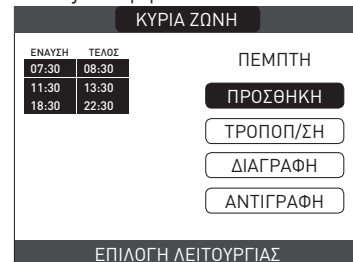 ΚΥΡΙΑ ΖΩΝΗ
ΕΝΑΥΣΗ ΤΕΛΟΣ
07:30 08:30
11:30 13:30
18:30 22:30
ΠΕΜΠΤΗ
ΠΡΟΣΘΗΚΗ
ΤΡΟΠΟΠ/ΣΗ
ΔΙΑΓΡΑΦΗ
ΑΝΤΙΓΡΑΦΗ
ΕΠΙΛΟΓΗ ΛΕΙΤΟΥΡΓΙΑΣ